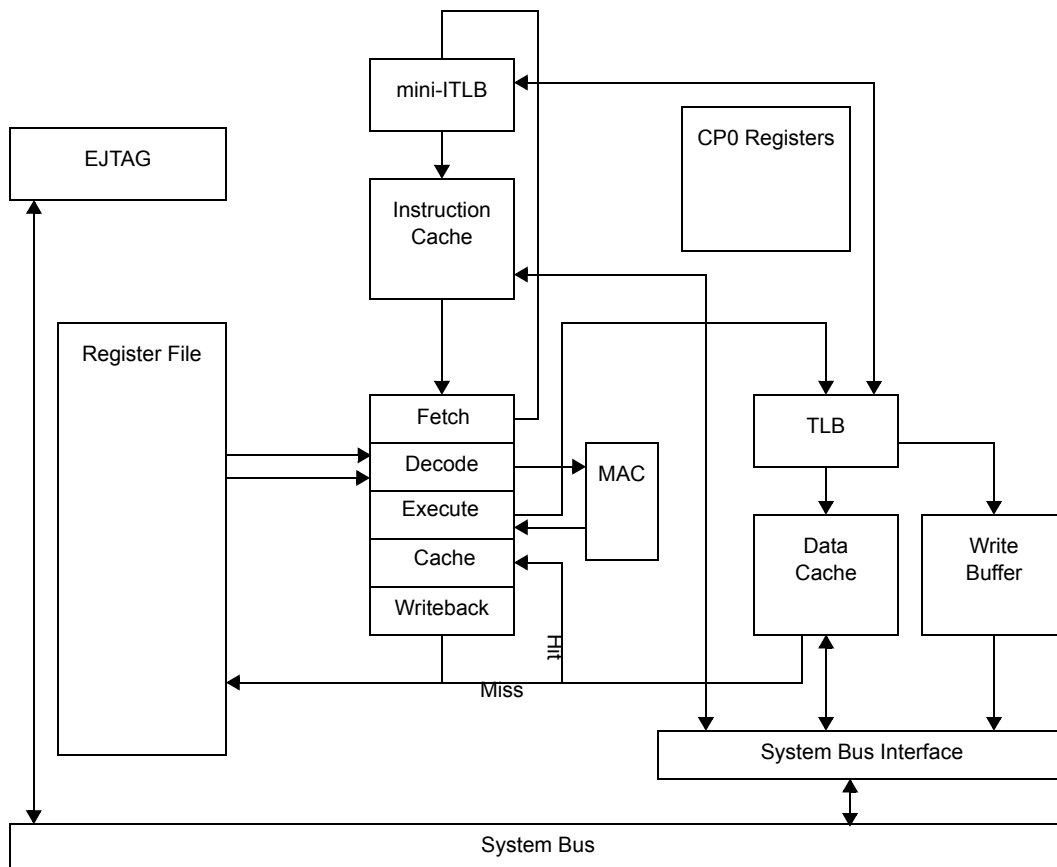 mini-ITLB
CP0 Registers
EJTAG
Instruction
Cache
Register File
Fetch
TLB
Decode
MAC
Execute
Data
Cache
Write
Buffer
Cache
Writeback
Hit
Miss
System Bus Interface
System Bus